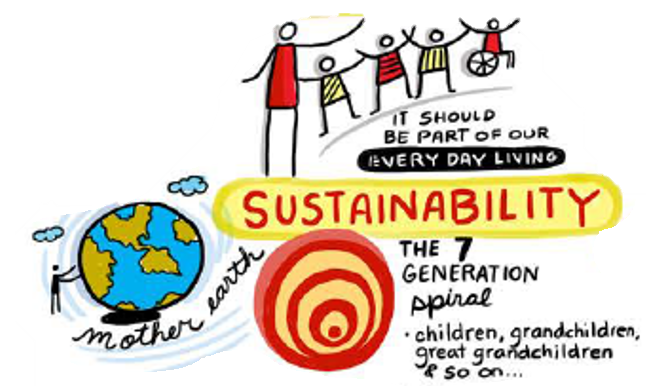 IT SHOULD
BE PART OF OUR
EVERY DAY LIVING
SUSTAINABILITY
mother earth
THE 7
GENERATION
spiral
• children, grandchildren,
great grandchildren
& so on...